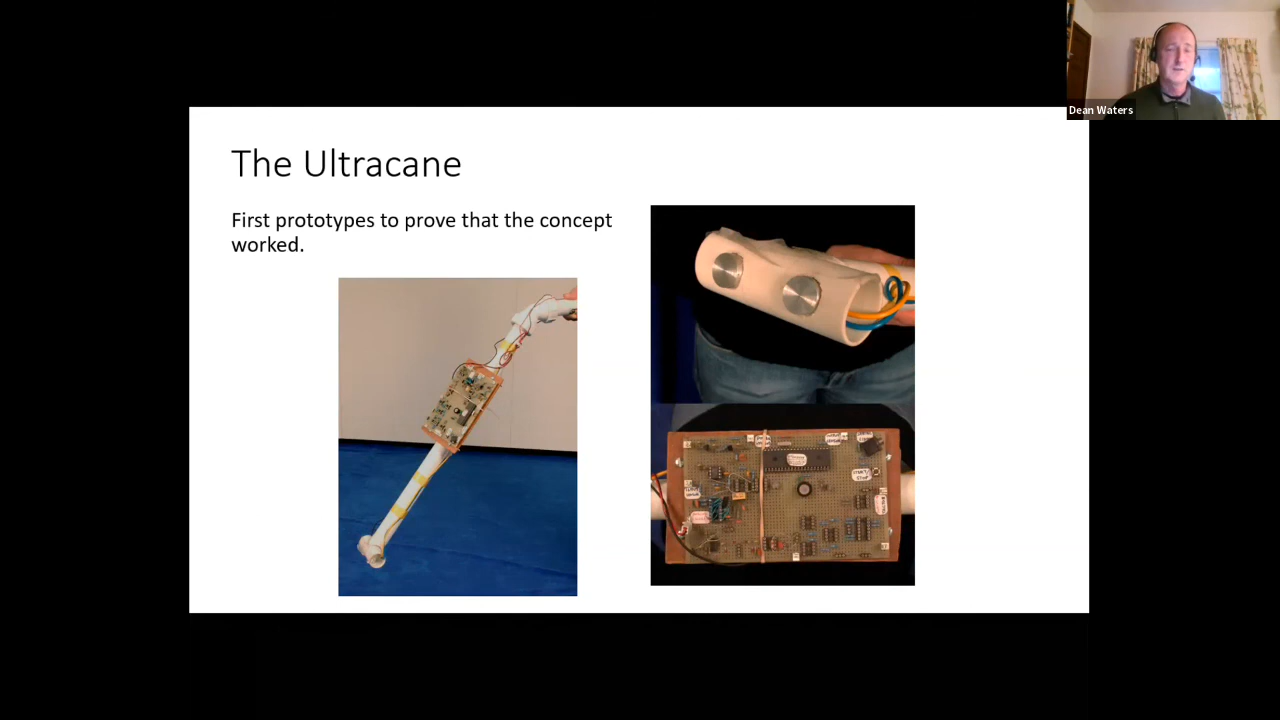 Dean Waters
The Ultracane
First prototypes to prove that the concept
worked.